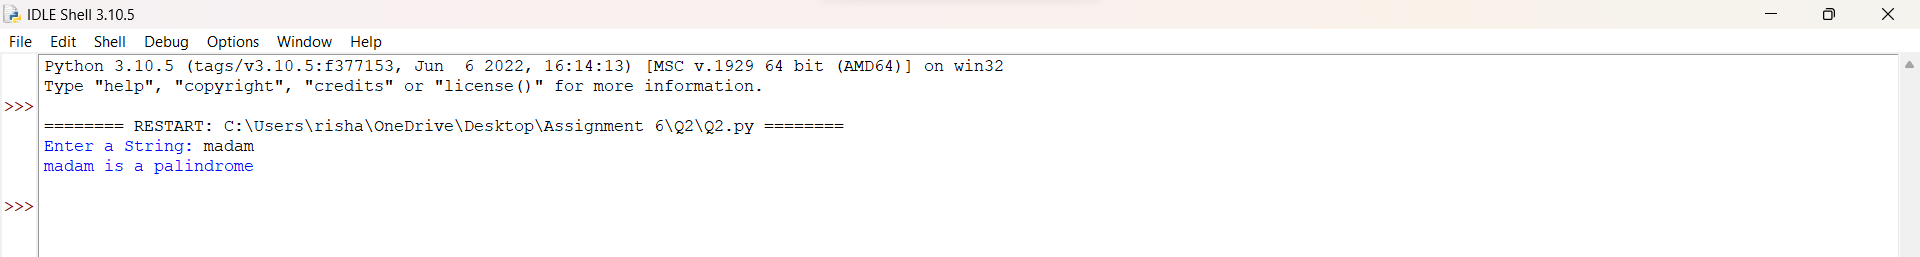 IDLE Shell 3.10.5
File Edit Shell Debug Options Window Help
Python 3.10.5 (tags/v3.10.5:f377153, Jun  6 2022, 16:14:13) [MSC v.1929 64 bit (AMD64)] on win32
Type "help", "copyright", "credits" or "license()" for more information.
>>>
======== RESTART: C:\Users\risha\OneDrive\Desktop\Assignment 6\Q2\Q2.py ========
Enter a String: madam
madam is a palindrome
>>>